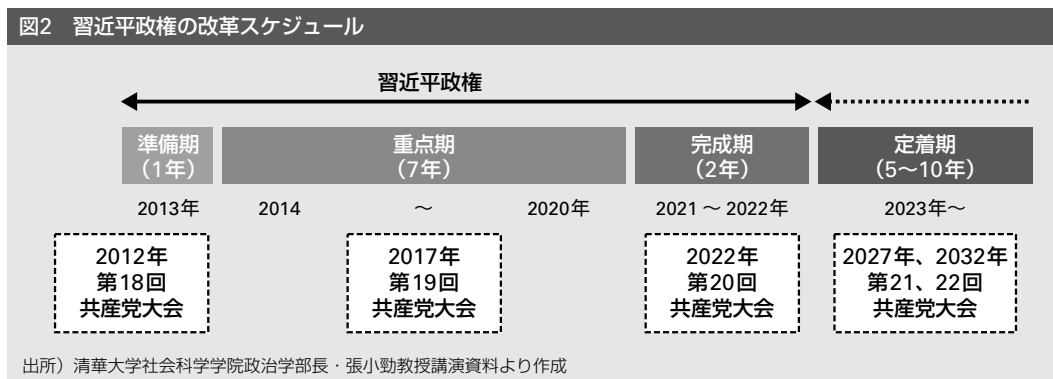 図2　習近平政権の改革スケジュール
習近平政権
準備期
（1年）
重点期
（7年）
完成期
（2年）
定着期
（5～10年）
2013年
2014　～　2020年
2021 ～ 2022年
2023年～
2012年
第18回
共産党大会
2017年
第19回
共産党大会
2022年
第20回
共産党大会
2027年、2032年
第21、22回
共産党大会
出所）清華大学社会科学学院政治学部長・張小勁教授講演資料より作成